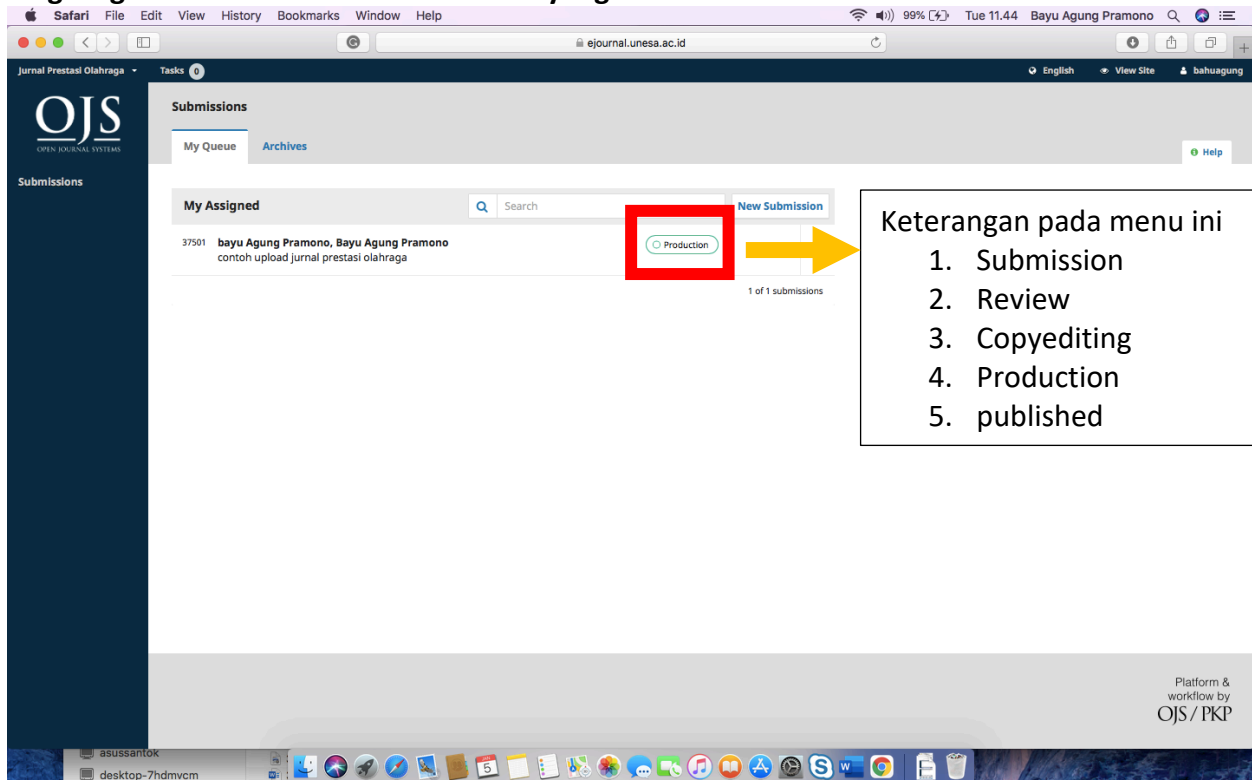 Safari File Edit View History Bookmarks Window Help 99% Tue 11.44 Bayu Agung Pramono
ejournal.unesa.ac.id
Jurnal Prestasi Olahraga Tasks 0 English View Site bahuagung
OJS
OPEN JOURNAL SYSTEMS
Submissions
Submissions
My Queue Archives
Help
My Assigned Search New Submission
37501 bayu Agung Pramono, Bayu Agung Pramono
contoh upload jurnal prestasi olahraga
Production
1 of 1 submissions
Keterangan pada menu ini
1. Submission
2. Review
3. Copyediting
4. Production
5. published
Platform &
workflow by
OJS / PKP
asussantok
desktop-7hdmvcm
5